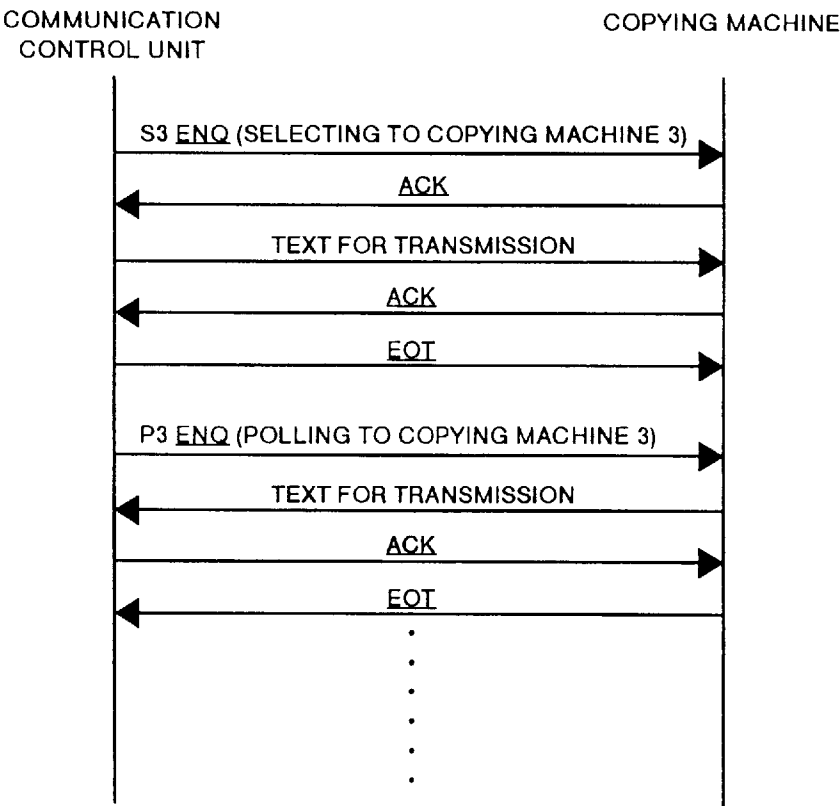 COMMUNICATION
CONTROL UNIT
COPYING MACHINE
S3 ENQ (SELECTING TO COPYING MACHINE 3)
ACK
TEXT FOR TRANSMISSION
ACK
EOT
P3 ENQ (POLLING TO COPYING MACHINE 3)
TEXT FOR TRANSMISSION
ACK
EOT